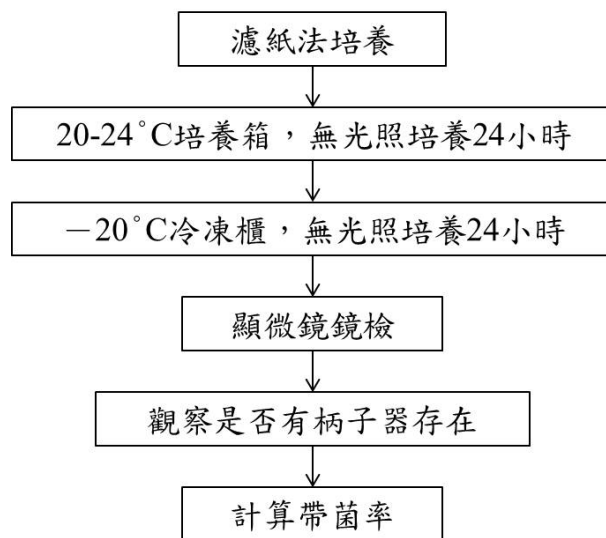 濾紙法培養
20-24°C培養箱，無光照培養24小時
－20°C冷凍櫃，無光照培養24小時
顯微鏡鏡檢
觀察是否有柄子器存在
計算帶菌率